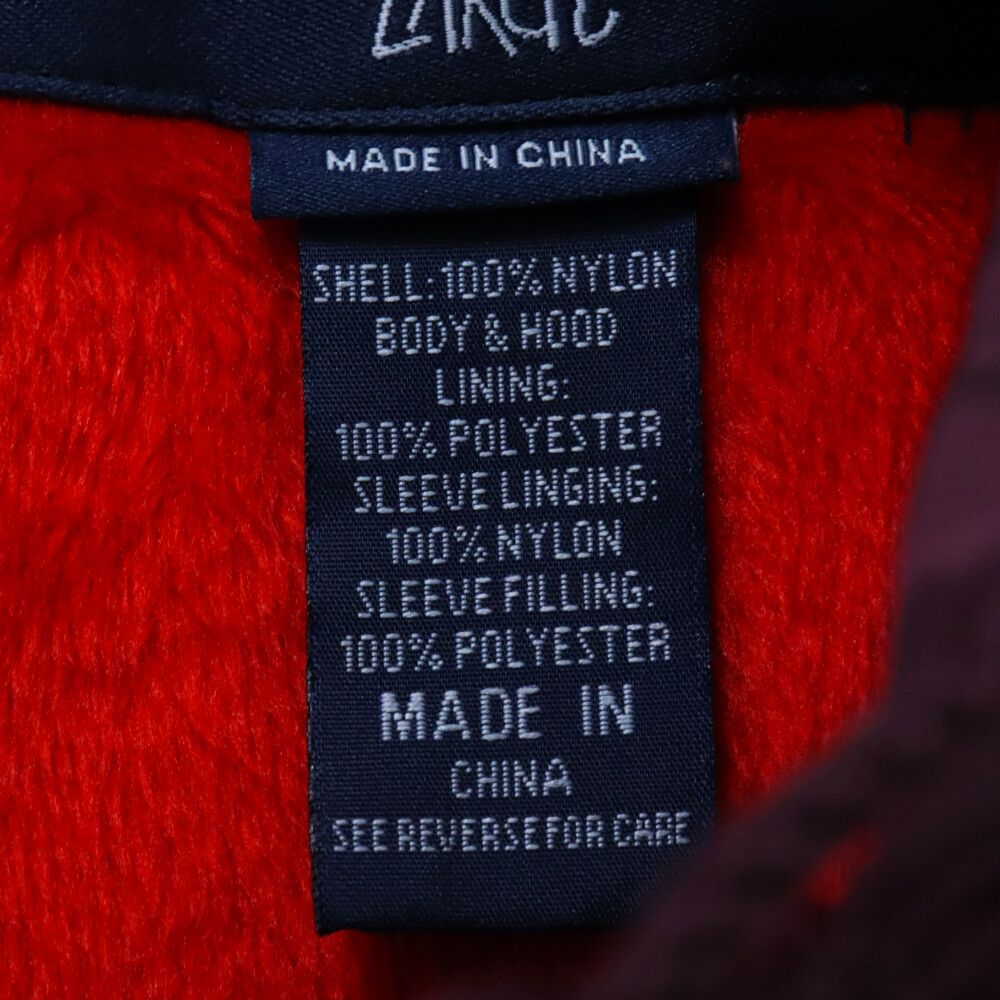 LARGE
MADE IN CHINA
SHELL: 100% NYLON
BODY & HOOD
LINING:
100% POLYESTER
SLEEVE LINGING:
100% NYLON
SLEEVE FILLING:
100% POLYESTER
MADE IN
CHINA
SEE REVERSE FOR CARE